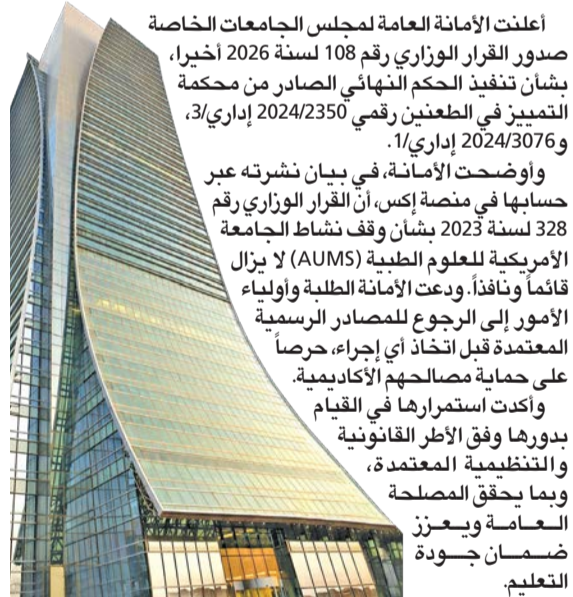 أعلنت الأمانة العامة لمجلس الجامعات الخاصة
صدور القرار الوزاري رقم 108 لسنة 2026 أخيرا،
بشأن تنفيذ الحكم النهائي الصادر من محكمة
التمييز في الطعنين رقمي 2024/2350 إداري/3،
و2024/3076 إداري/1.
وأوضحت الأمانة، في بيان نشرته عبر
حسابها في منصة إكس، أن القرار الوزاري رقم
328 لسنة 2023 بشأن وقف نشاط الجامعة
الأمريكية للعلوم الطبية (AUMS) لا يزال
قائماً ونافذاً. ودعت الأمانة الطلبة وأولياء
الأمور إلى الرجوع للمصادر الرسمية
المعتمدة قبل اتخاذ أي إجراء، حرصاً
على حماية مصالحهم الأكاديمية.
وأكدت استمرارها في القيام
بدورها وفق الأطر القانونية
والتنظيمية المعتمدة،
وبما يحقق المصلحة
العامة ويعزز
ضمان جودة
التعليم.